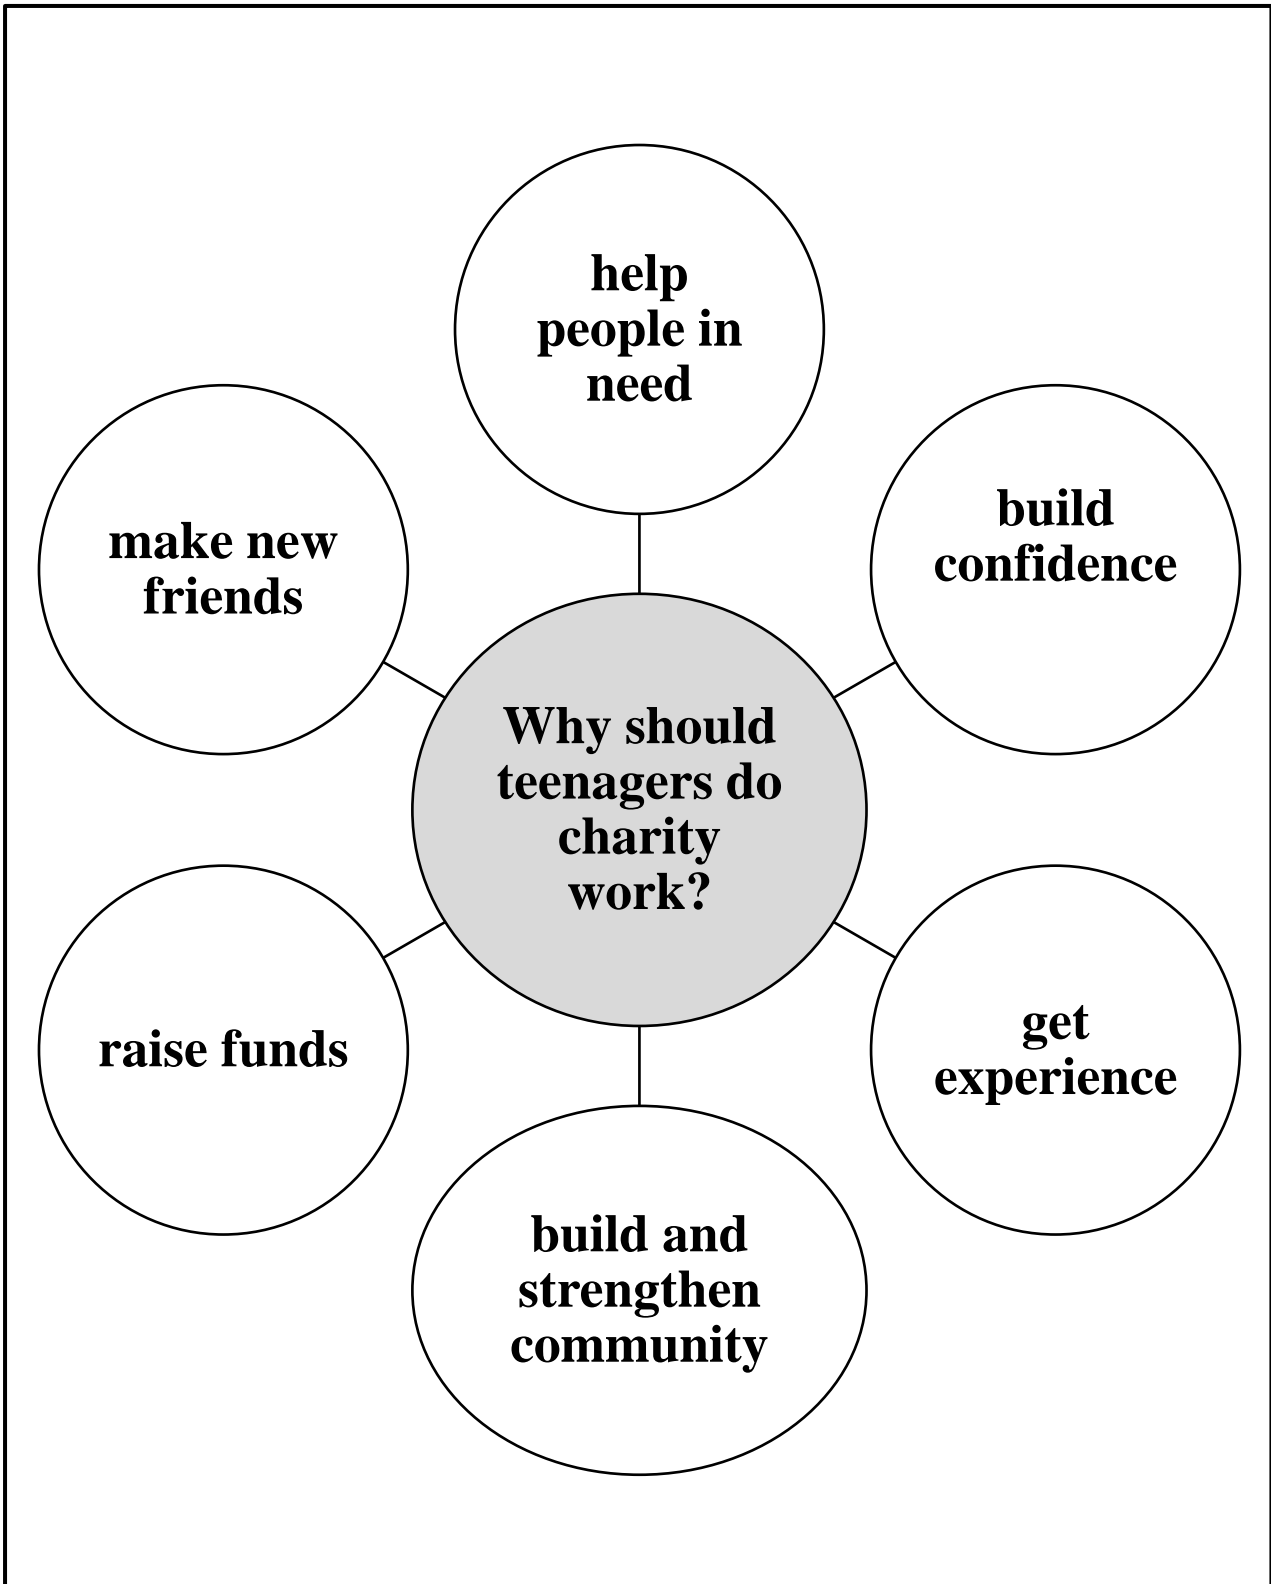 help
people in
need
build
confidence
make new
friends
Why should
teenagers do
charity
work?
get
experience
raise funds
build and
strengthen
community